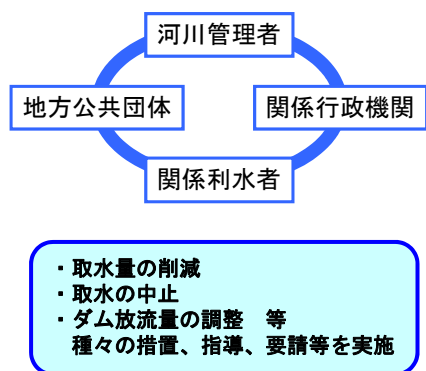 河川管理者
地方公共団体
関係行政機関
関係利水者
・取水量の削減
・取水の中止
・ダム放流量の調整　等
種々の措置、指導、要請等を実施